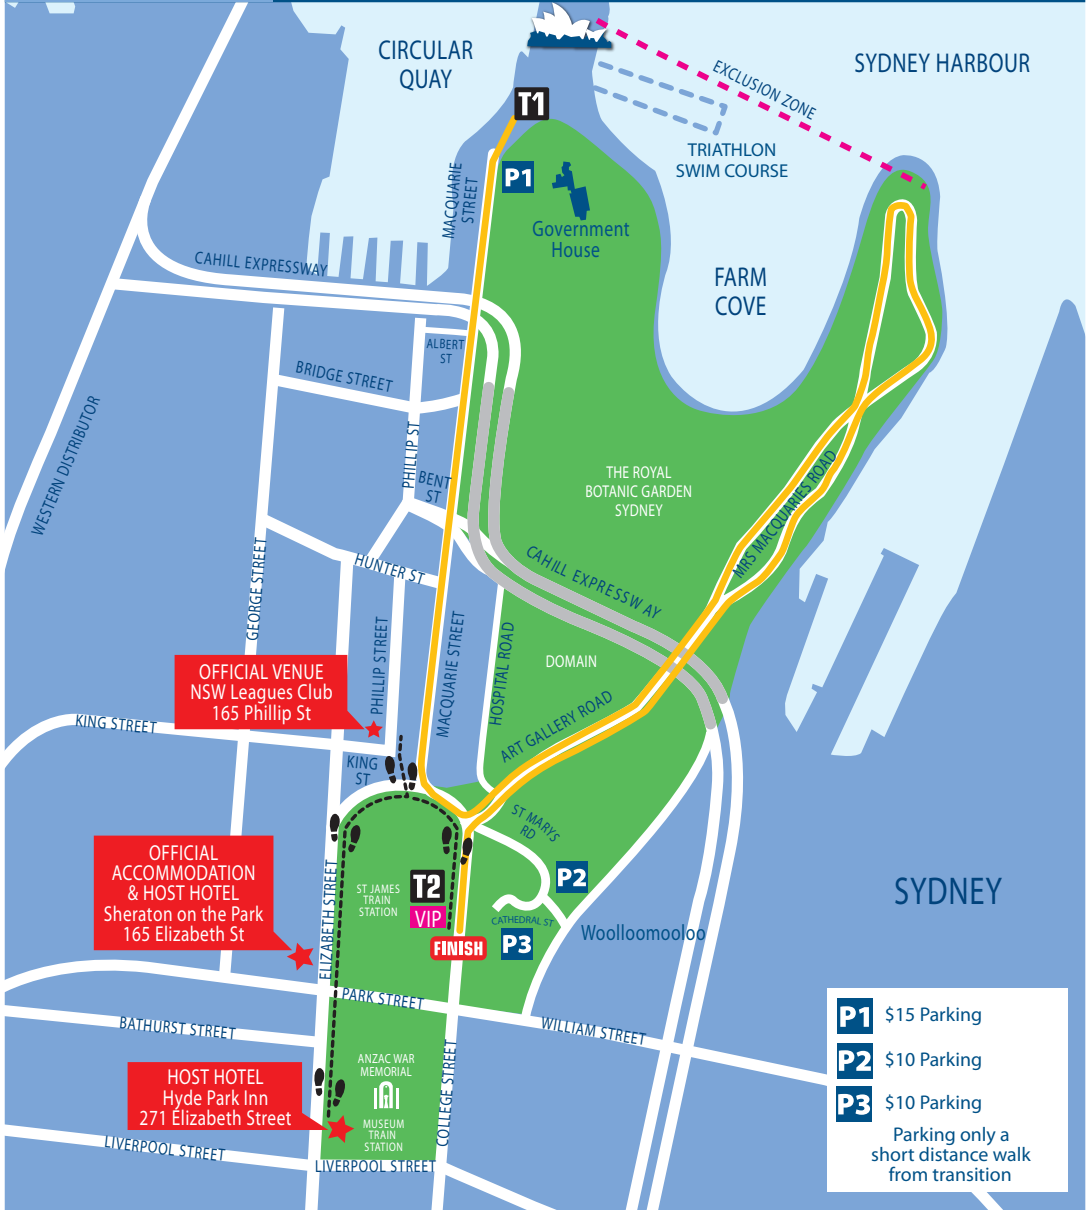 CIRCULAR
QUAY
SYDNEY HARBOUR
EXCLUSION ZONE
T1
TRIATHLON
SWIM COURSE
P1
MACQUARIE
STREET
Government
House
CAHILL EXPRESSWAY
FARM
COVE
ALBERT
ST
BRIDGE STREET
WESTERN DISTRIBUTOR
PHILLIP ST
BENT
ST
THE ROYAL
BOTANIC GARDEN
SYDNEY
MRS MACQUARIES ROAD
CAHILL EXPRESSWAY
HUNTER ST
GEORGE STREET
PHILLIP STREET
MACQUARIE STREET
HOSPITAL ROAD
DOMAIN
OFFICIAL VENUE
NSW Leagues Club
165 Phillip St
ART GALLERY ROAD
KING STREET
KING
ST
ST MARYS
RD
OFFICIAL
ACCOMMODATION
& HOST HOTEL
Sheraton on the Park
165 Elizabeth St
ELIZABETH STREET
ST JAMES
TRAIN
STATION
T2
VIP
P2
SYDNEY
CATHEDRAL ST
P3
Woolloomooloo
FINISH
PARK STREET
WILLIAM STREET
BATHURST STREET
HOST HOTEL
Hyde Park Inn
271 Elizabeth Street
ANZAC WAR
MEMORIAL
MUSEUM
TRAIN
STATION
COLLEGE STREET
LIVERPOOL STREET
LIVERPOOL STREET
P1 $15 Parking
P2 $10 Parking
P3 $10 Parking
Parking only a
short distance walk
from transition